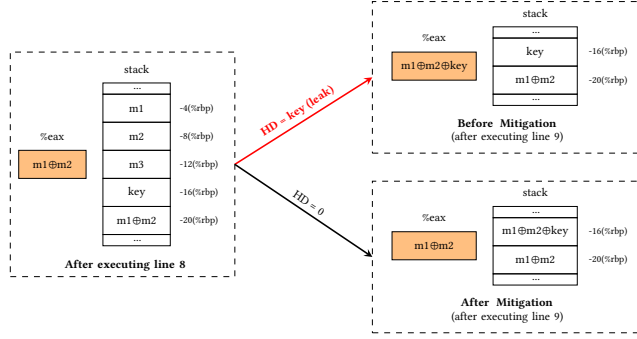 stack
...
m1 -4(%rbp)
m2 -8(%rbp)
%eax
m1⊕m2
m3 -12(%rbp)
key -16(%rbp)
m1⊕m2 -20(%rbp)
...
After executing line 8
HD = key (leak)
HD = 0
%eax
m1⊕m2⊕key
stack
...
key -16(%rbp)
m1⊕m2 -20(%rbp)
...
Before Mitigation
(after executing line 9)
%eax
m1⊕m2
stack
...
m1⊕m2⊕key -16(%rbp)
m1⊕m2 -20(%rbp)
...
After Mitigation
(after executing line 9)